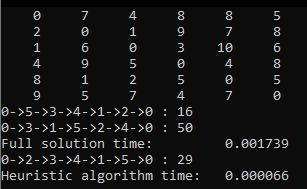 0 7 4 8 8 5
2 0 1 9 7 8
1 6 0 3 10 6
4 9 5 0 4 8
8 1 2 5 0 5
9 5 7 4 7 0
0->5->3->4->1->2->0 : 16
0->3->1->5->2->4->0 : 50
Full solution time: 0.001739
0->2->3->4->1->5->0 : 29
Heuristic algorithm time: 0.000066